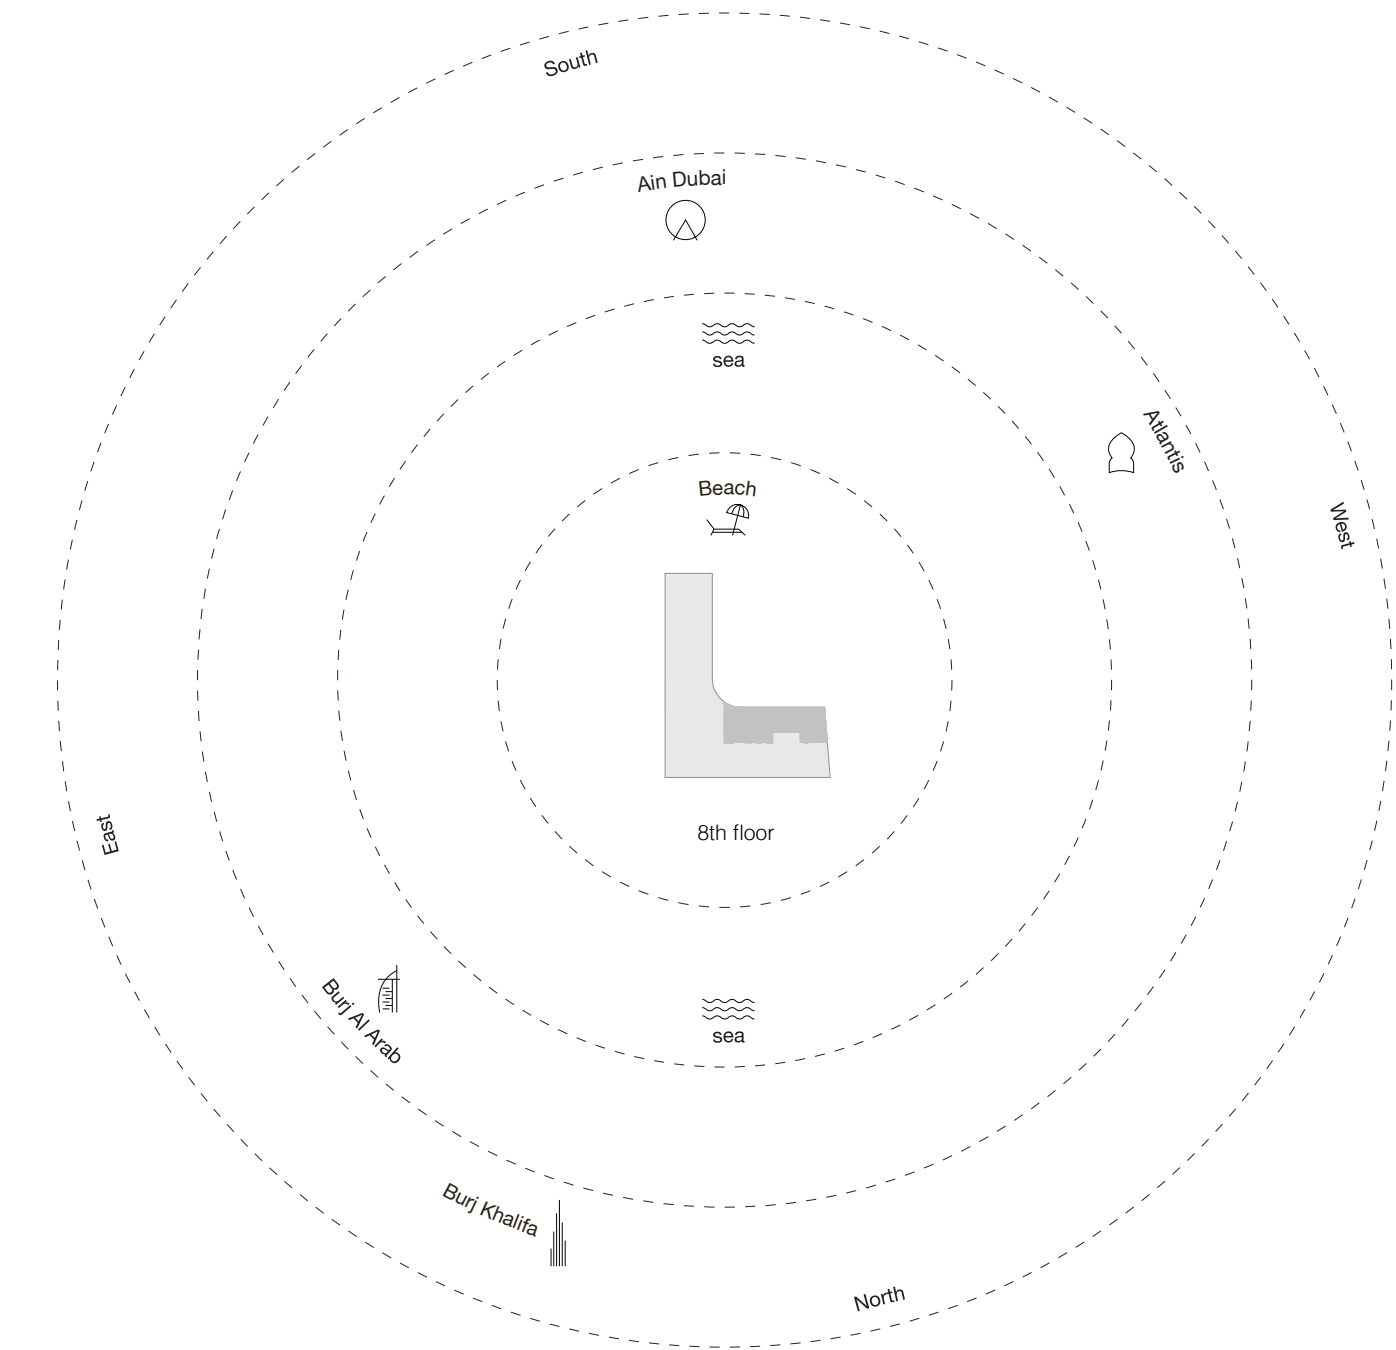 South
Ain Dubai
sea
Atlantis
Beach
West
East
8th floor
Burj Al Arab
sea
Burj Khalifa
North